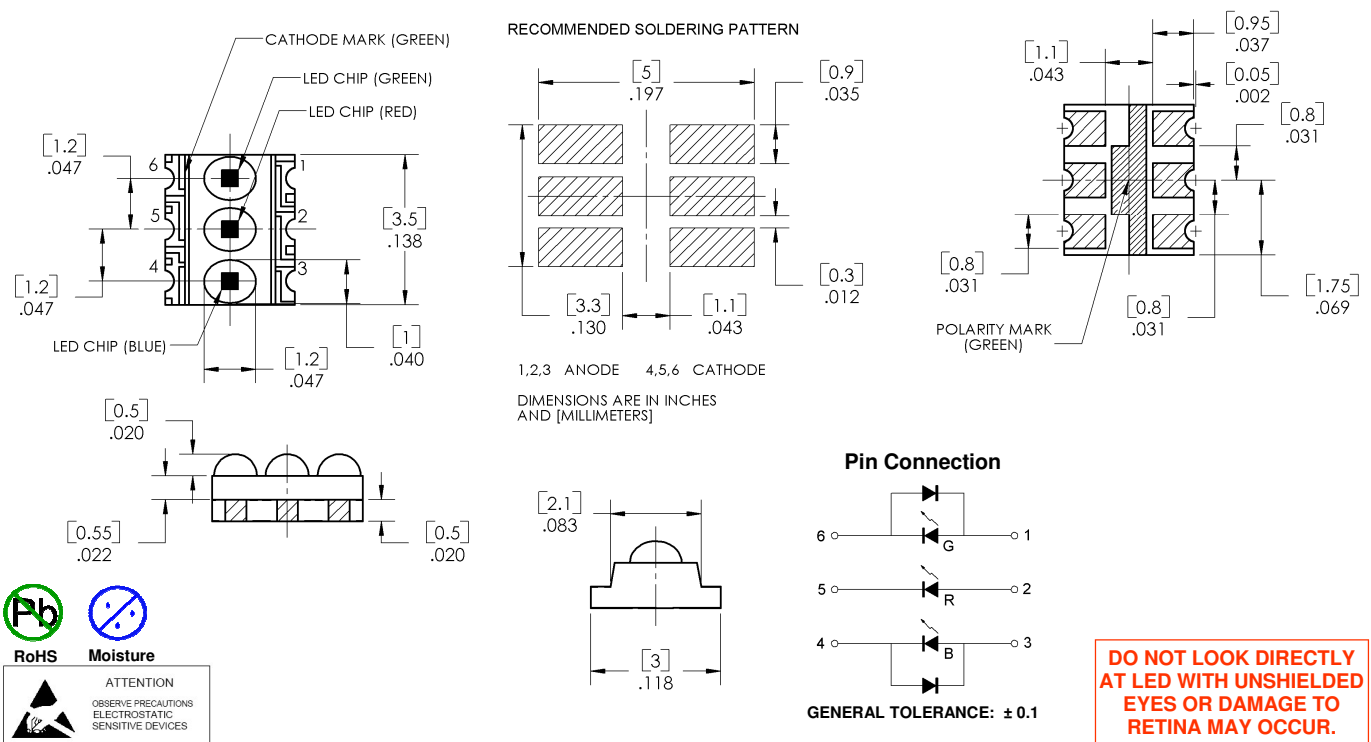 CATHODE MARK (GREEN)
LED CHIP (GREEN)
LED CHIP (RED)
[1.2]
.047
6
1
5
2
4
3
[3.5]
.138
[1.2]
.047
LED CHIP (BLUE)
[1.2]
.047
[1]
.040
RECOMMENDED SOLDERING PATTERN
[5]
.197
[0.9]
.035
[0.3]
.012
[3.3]
.130
[1.1]
.043
1,2,3 ANODE 4,5,6 CATHODE
DIMENSIONS ARE IN INCHES
AND [MILLIMETERS]
[0.95]
.037
[1.1]
.043
[0.05]
.002
[0.8]
.031
[0.8]
.031
[0.8]
.031
[1.75]
.069
POLARITY MARK
(GREEN)
[0.5]
.020
[0.55]
.022
[0.5]
.020
[2.1]
.083
[3]
.118
Pin Connection
6
G
1
5
R
2
4
B
3
GENERAL TOLERANCE: ± 0.1
Pb
RoHS
Moisture
ATTENTION
OBSERVE PRECAUTIONS
ELECTROSTATIC
SENSITIVE DEVICES
DO NOT LOOK DIRECTLY
AT LED WITH UNSHIELDED
EYES OR DAMAGE TO
RETINA MAY OCCUR.